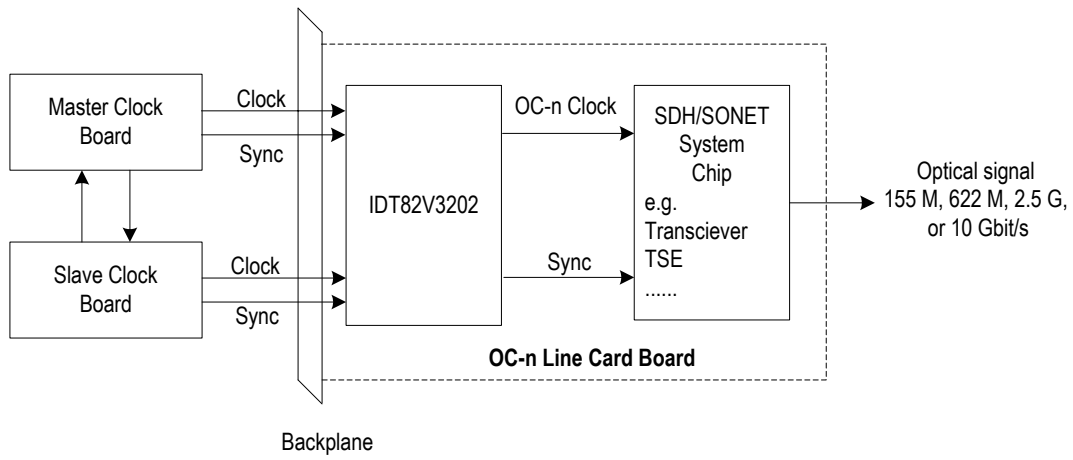 Master Clock
Board
Clock
Sync
Slave Clock
Board
Clock
Sync
Backplane
IDT82V3202
OC-n Clock
Sync
SDH/SONET
System
Chip
e.g.
Transciever
TSE
......
OC-n Line Card Board
Optical signal
155 M, 622 M, 2.5 G,
or 10 Gbit/s